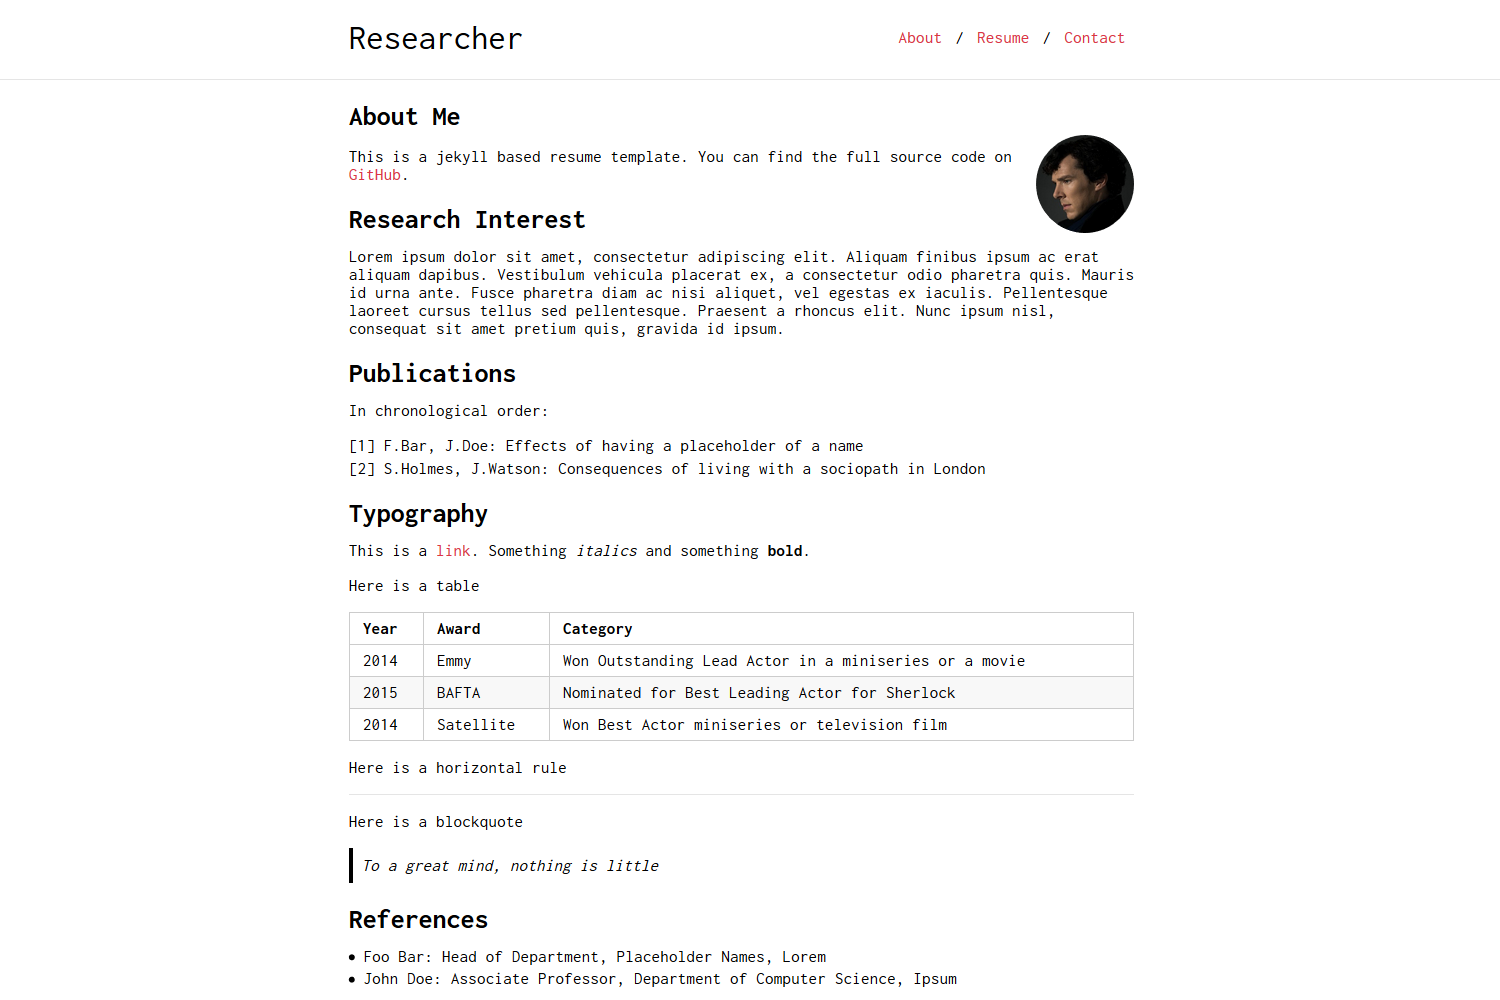 Researcher
About / Resume / Contact
About Me
This is a jekyll based resume template. You can find the full source code on
GitHub.
Research Interest
Lorem ipsum dolor sit amet, consectetur adipiscing elit. Aliquam finibus ipsum ac erat
aliquam dapibus. Vestibulum vehicula placerat ex, a consectetur odio pharetra quis. Mauris
id urna ante. Fusce pharetra diam ac nisi aliquet, vel egestas ex iaculis. Pellentesque
laoreet cursus tellus sed pellentesque. Praesent a rhoncus elit. Nunc ipsum nisl,
consequat sit amet pretium quis, gravida id ipsum.
Publications
In chronological order:
[1] F.Bar, J.Doe: Effects of having a placeholder of a name
[2] S.Holmes, J.Watson: Consequences of living with a sociopath in London
Typography
This is a link. Something italics and something bold.
Here is a table
Year Award Category
2014 Emmy Won Outstanding Lead Actor in a miniseries or a movie
2015 BAFTA Nominated for Best Leading Actor for Sherlock
2014 Satellite Won Best Actor miniseries or television film
Here is a horizontal rule
Here is a blockquote
To a great mind, nothing is little
References
• Foo Bar: Head of Department, Placeholder Names, Lorem
• John Doe: Associate Professor, Department of Computer Science, Ipsum